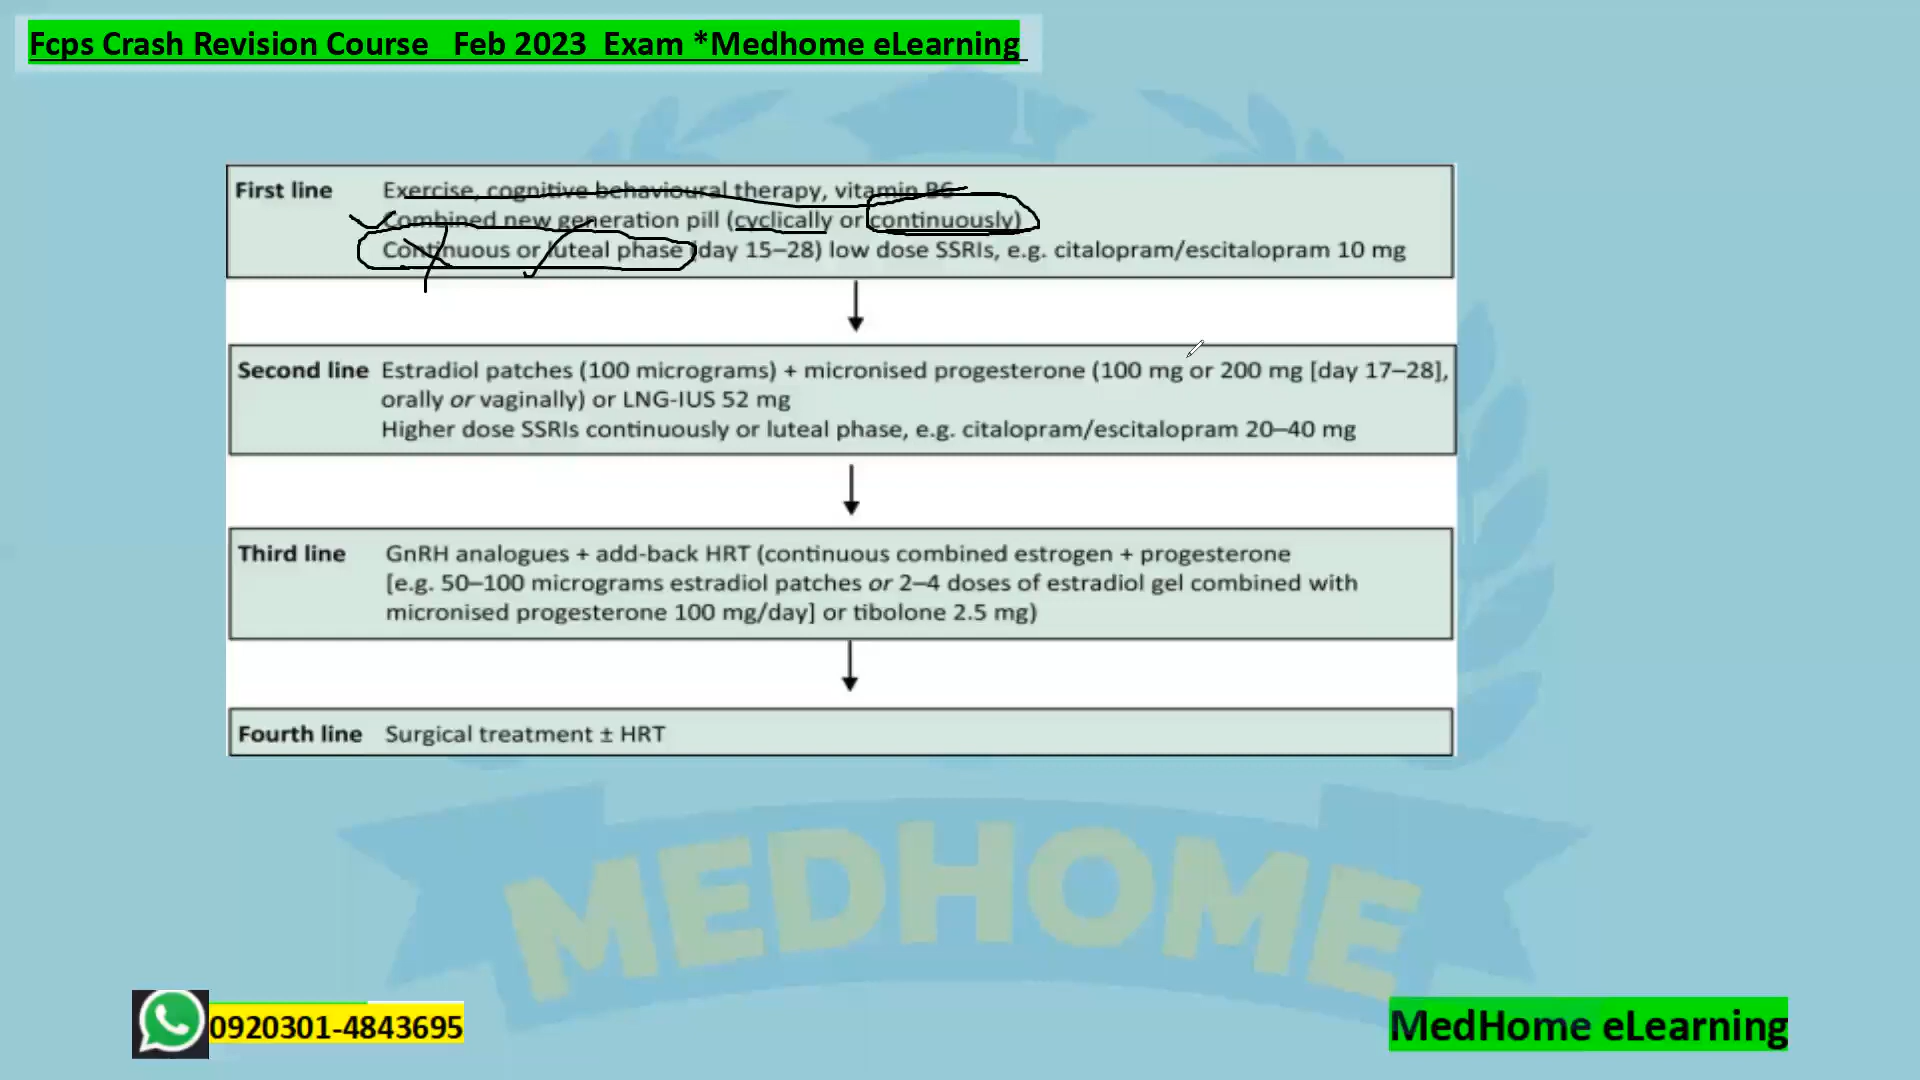 Fcps Crash Revision Course Feb 2023 Exam *Medhome eLearning
First line Exercise, cognitive behavioural therapy, vitamin B6
Combined new generation pill (cyclically or continuously)
Continuous or luteal phase (day 15–28) low dose SSRIs, e.g. citalopram/escitalopram 10 mg
Second line Estradiol patches (100 micrograms) + micronised progesterone (100 mg or 200 mg [day 17–28],
orally or vaginally) or LNG-IUS 52 mg
Higher dose SSRIs continuously or luteal phase, e.g. citalopram/escitalopram 20–40 mg
Third line GnRH analogues + add-back HRT (continuous combined estrogen + progesterone
[e.g. 50–100 micrograms estradiol patches or 2–4 doses of estradiol gel combined with
micronised progesterone 100 mg/day] or tibolone 2.5 mg)
Fourth line Surgical treatment ± HRT
MEDHOME
0920301-4843695
MedHome eLearning